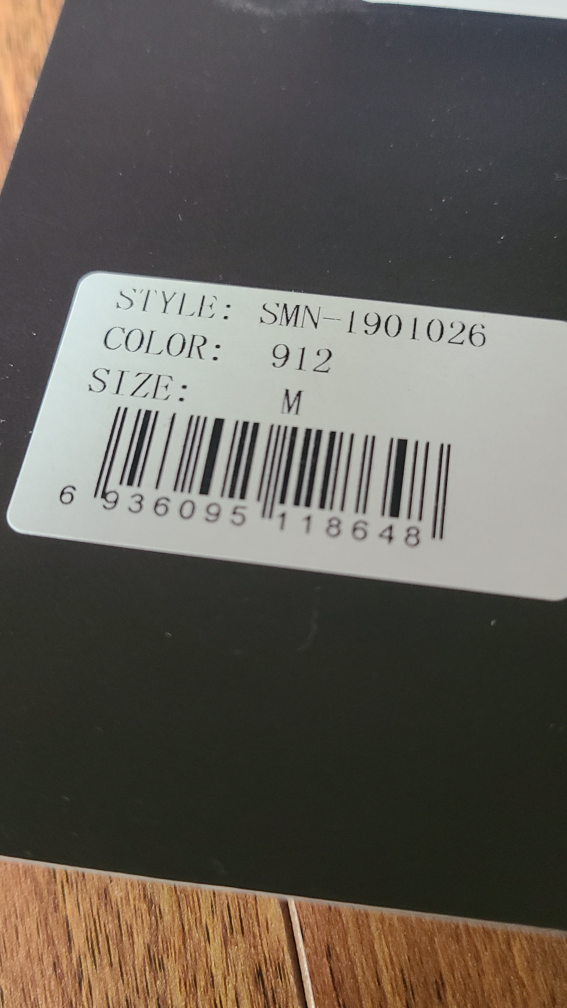 STYLE: SMN-1901026
COLOR: 912
SIZE: M
6 936095 118648